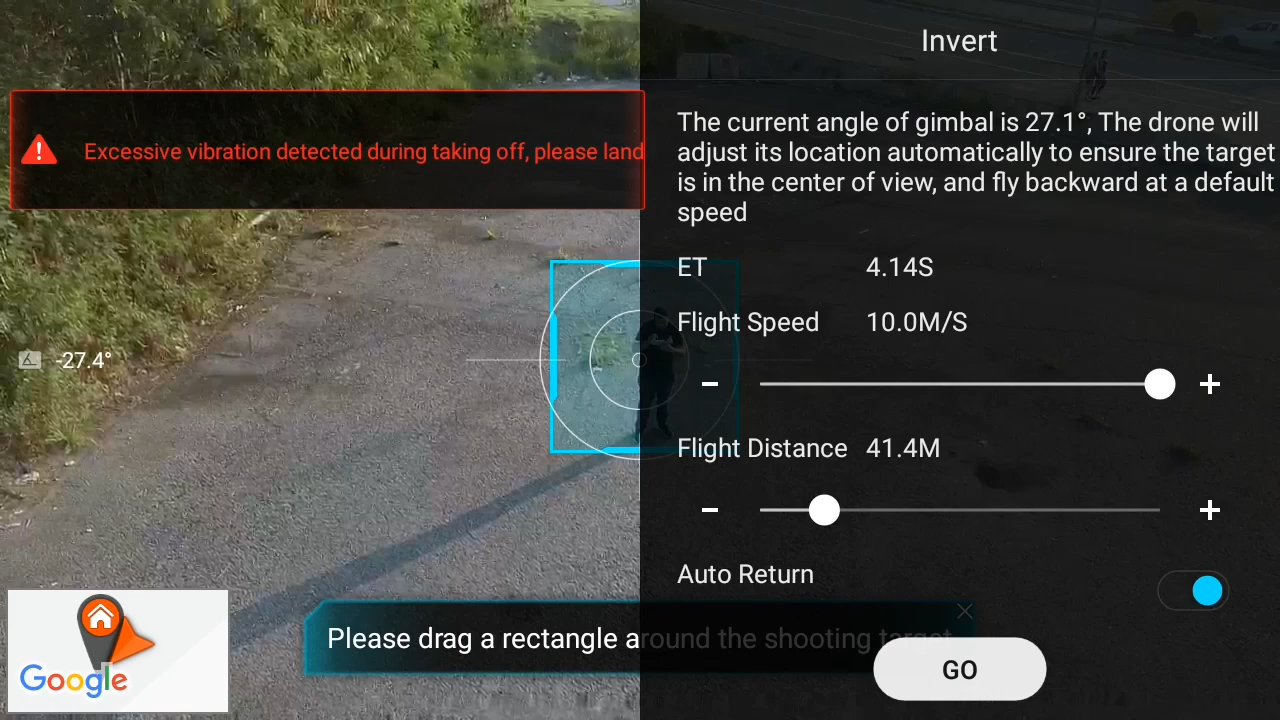 Invert
Excessive vibration detected during taking off, please land
The current angle of gimbal is 27.1°, The drone will
adjust its location automatically to ensure the target
is in the center of view, and fly backward at a default
speed
ET 4.14S
Flight Speed 10.0M/S
-27.4°
Flight Distance 41.4M
Auto Return
Please drag a rectangle around the shooting target
GO
Google